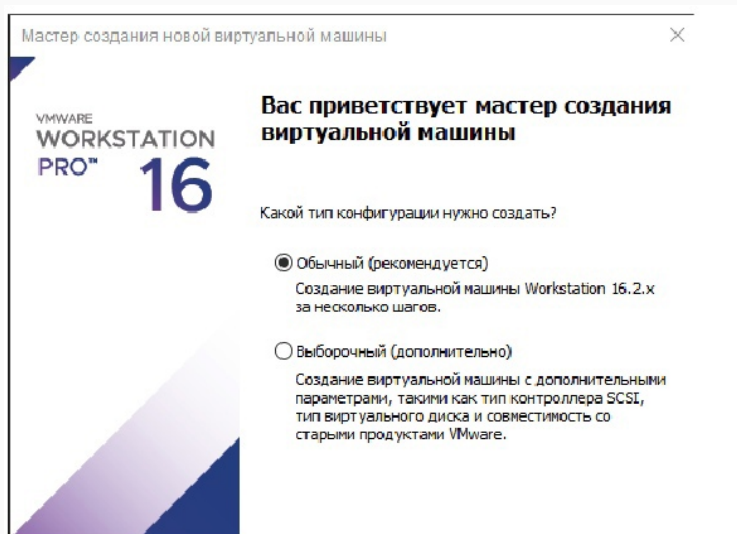 Мастер создания новой виртуальной машины
VMWARE
WORKSTATION
PRO™ 16
Вас приветствует мастер создания
виртуальной машины
Какой тип конфигурации нужно создать?
Обычный (рекомендуется)
Создание виртуальной машины Workstation 16.2.x
за несколько шагов.
Выборочный (дополнительно)
Создание виртуальной машины с дополнительными
параметрами, такими как тип контроллера SCSI,
тип виртуального диска и совместимость со
старыми продуктами VMware.